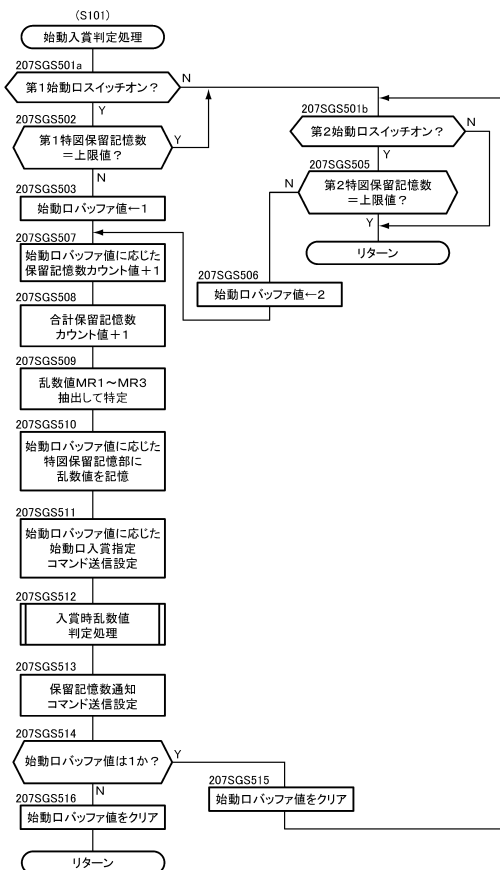 (S101)
始動入賞判定処理
207SGS501a
第1始動口スイッチオン?
N
Y
207SGS502
第1特図保留記憶数
=上限値?
Y
N
207SGS503
始動口バッファ値←1
207SGS501b
第2始動口スイッチオン?
N
Y
207SGS505
第2特図保留記憶数
=上限値?
N
Y
リターン
207SGS506
始動口バッファ値←2
207SGS507
始動口バッファ値に応じた
保留記憶数カウント値+1
207SGS508
合計保留記憶数
カウント値+1
207SGS509
乱数値MR1~MR3
抽出して特定
207SGS510
始動口バッファ値に応じた
特図保留記憶部に
乱数値を記憶
207SGS511
始動口バッファ値に応じた
始動口入賞指定
コマンド送信設定
207SGS512
入賞時乱数値
判定処理
207SGS513
保留記憶数通知
コマンド送信設定
207SGS514
始動口バッファ値は1か?
Y
N
207SGS515
始動口バッファ値をクリア
207SGS516
始動口バッファ値をクリア
リターン